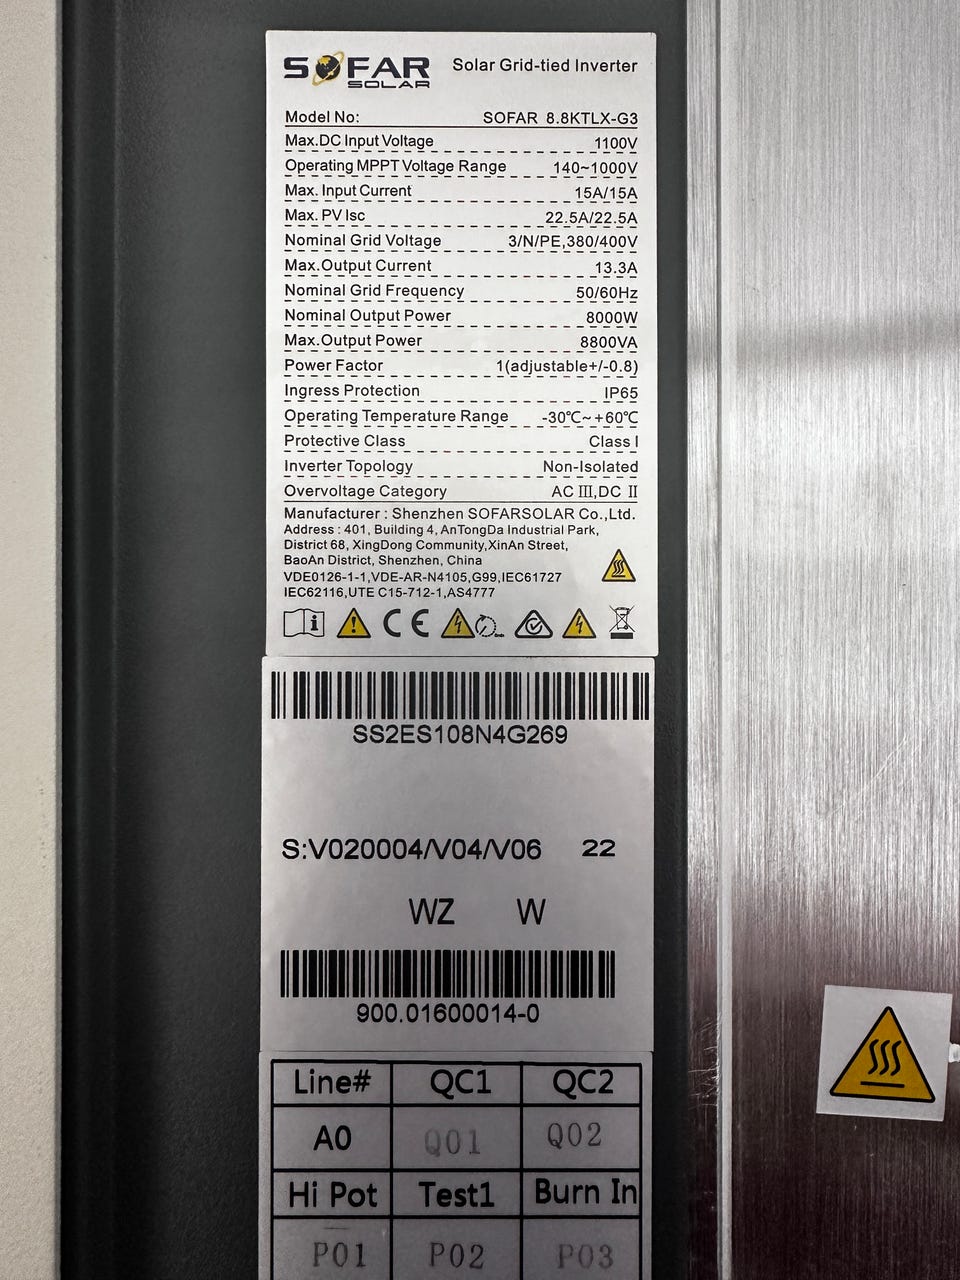 SOFAR SOLAR Solar Grid-tied Inverter
Model No: SOFAR 8.8KTLX-G3
Max.DC Input Voltage 1100V
Operating MPPT Voltage Range 140~1000V
Max. Input Current 15A/15A
Max. PV Isc 22.5A/22.5A
Nominal Grid Voltage 3/N/PE,380/400V
Max.Output Current 13.3A
Nominal Grid Frequency 50/60Hz
Nominal Output Power 8000W
Max.Output Power 8800VA
Power Factor 1(adjustable+/-0.8)
Ingress Protection IP65
Operating Temperature Range -30℃~+60℃
Protective Class Class I
Inverter Topology Non-Isolated
Overvoltage Category AC Ⅲ,DC Ⅱ
Manufacturer : Shenzhen SOFARSOLAR Co.,Ltd.
Address : 401, Building 4, AnTongDa Industrial Park,
District 68, XingDong Community,XinAn Street,
BaoAn District, Shenzhen, China
VDE0126-1-1,VDE-AR-N4105,G99,IEC61727
IEC62116,UTE C15-712-1,AS4777
CE
SS2ES108N4G269
S:V020004/V04/V06 22
WZ W
900.01600014-0
Line# QC1 QC2
A0 Q01 Q02
Hi Pot Test1 Burn In
P01 P02 P03